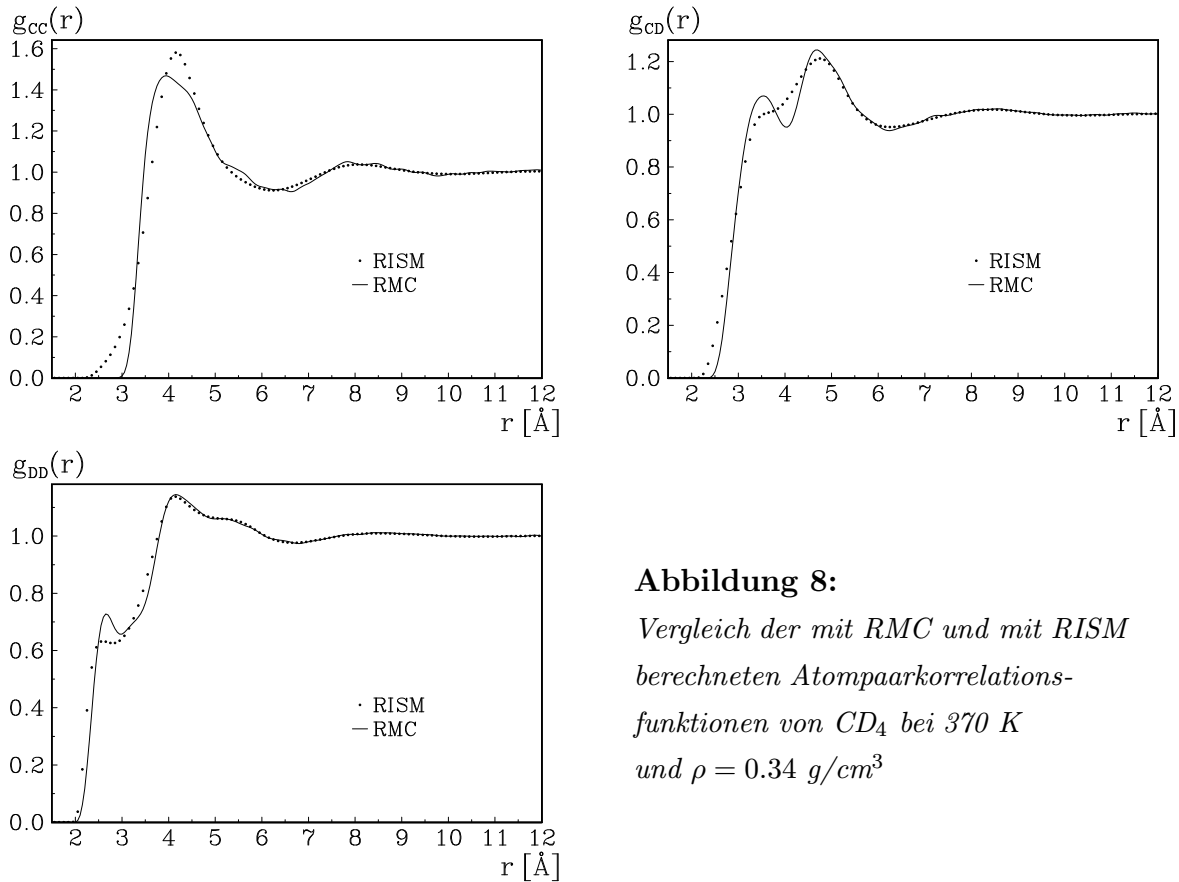 g_CC(r)
1.6
1.4
1.2
1.0
0.8
0.6
0.4
0.2
0.0
RISM
RMC
2 3 4 5 6 7 8 9 10 11 12
r [Å]
g_CD(r)
1.2
1.0
0.8
0.6
0.4
0.2
0.0
RISM
RMC
2 3 4 5 6 7 8 9 10 11 12
r [Å]
g_DD(r)
1.0
0.8
0.6
0.4
0.2
0.0
RISM
RMC
2 3 4 5 6 7 8 9 10 11 12
r [Å]
Abbildung 8:
Vergleich der mit RMC und mit RISM
berechneten Atompaarkorrelations-
funktionen von CD₄ bei 370 K
und ρ = 0.34 g/cm³